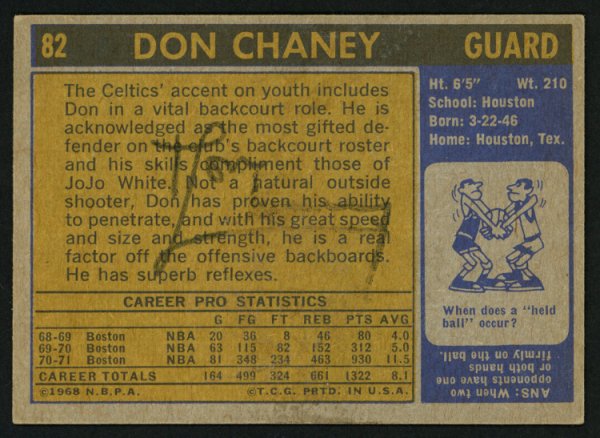 82 DON CHANEY GUARD
The Celtics' accent on youth includes
Don in a vital backcourt role. He is
acknowledged as the most gifted de-
fender on the club's backcourt roster
and his skills compliment those of
JoJo White. Not a natural outside
shooter, Don has proven his ability
to penetrate, and with his great speed
and size and strength, he is a real
factor off the offensive backboards.
He has superb reflexes.
CAREER PRO STATISTICS
G FG FT REB PTS AVG
68-69 Boston NBA 20 36 8 46 80 4.0
69-70 Boston NBA 63 115 82 152 312 5.0
70-71 Boston NBA 81 348 234 463 930 11.5
CAREER TOTALS 164 499 324 661 1322 8.1
©1968 N.B.P.A. ©T.C.G. PRTD. IN U.S.A.
Ht. 6'5" Wt. 210
School: Houston
Born: 3-22-46
Home: Houston, Tex.
When does a "held
ball" occur?
ANS: When two
opponents have one
or both hands
firmly on the
ball.